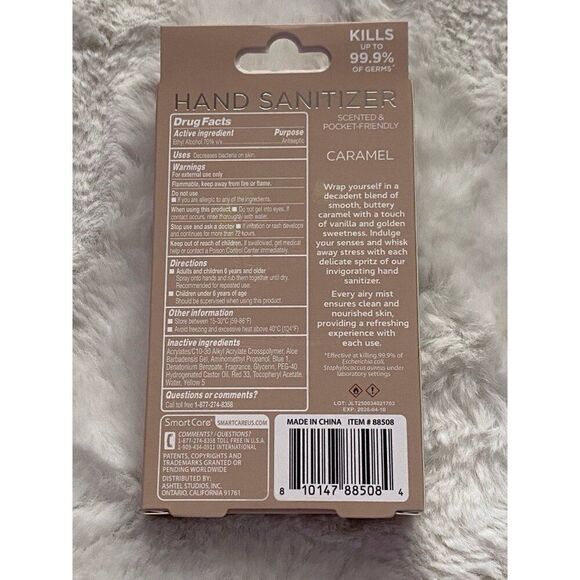 KILLS
UP TO
99.9%
OF GERMS*
HAND SANITIZER
SCENTED &
POCKET-FRIENDLY
CARAMEL
Wrap yourself in a
decadent blend of
smooth, buttery
caramel with a touch
of vanilla and golden
sweetness. Indulge
your senses and whisk
away stress with each
delicate spritz of our
invigorating hand
sanitizer.
Every airy mist
ensures clean and
nourished skin,
providing a refreshing
experience with
each use.
*Effective at killing 99.9% of
Escherichia coli,
Staphylococcus aureus under
laboratory settings
LOT: JLT250034021703
EXP: 2028-04-10
Drug Facts
Active ingredient Purpose
Ethyl Alcohol 70% v/v Antiseptic
Uses Decreases bacteria on skin.
Warnings
For external use only
Flammable, keep away from fire or flame.
Do not use
■ If you are allergic to any of the ingredients.
When using this product ■ Do not get into eyes. If
contact occurs, rinse thoroughly with water.
Stop use and ask a doctor ■ If irritation or rash develops
and continues for more than 72 hours.
Keep out of reach of children. If swallowed, get medical
help or contact a Poison Control Center immediately.
Directions
■ Adults and children 6 years and older
Spray onto hands and rub them together until dry.
Recommended for repeated use.
■ Children under 6 years of age
Should be supervised when using this product.
Other information
■ Store between 15-30°C (59-86°F)
■ Avoid freezing and excessive heat above 40°C (104°F)
Inactive ingredients
Acrylates/C10-30 Alkyl Acrylate Crosspolymer, Aloe
Barbadensis Gel, Aminomethyl Propanol, Blue 1,
Denatonium Benzoate, Fragrance, Glycerin, PEG-40
Hydrogenated Castor Oil, Red 33, Tocopheryl Acetate,
Water, Yellow 5
Questions or comments?
Call toll free 1-877-274-8358
SmartCare® SMARTCAREUS.COM
COMMENTS? / QUESTIONS?
1-877-274-8358 TOLL FREE IN U.S.A.
1-909-434-0911 INTERNATIONAL
PATENTS, COPYRIGHTS AND
TRADEMARKS GRANTED OR
PENDING WORLDWIDE
DISTRIBUTED BY:
ASHTEL STUDIOS, INC.
ONTARIO, CALIFORNIA 91761
MADE IN CHINA ITEM # 88508
8 10147 88508 4